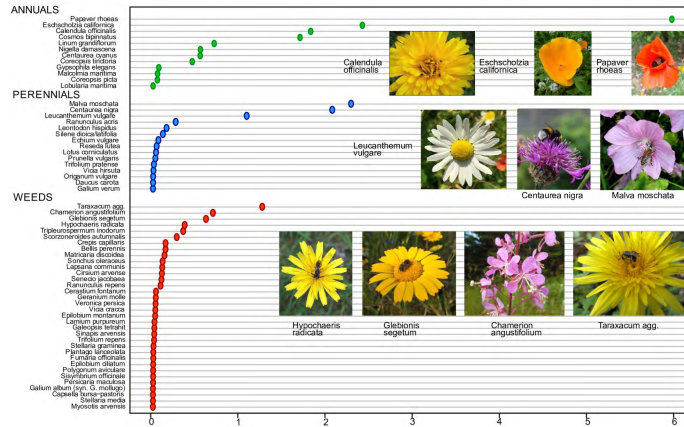 ANNUALS
Papaver rhoeas
Eschscholzia californica
Calendula officinalis
Cosmos bipinnatus
Linum grandiflorum
Nigella damascena
Centaurea cyanus
Coreopsis tinctoria
Gypsophila elegans
Malcolmia maritima
Coreopsis picta
Lobularia maritima
Calendula
officinalis
Eschscholzia
californica
Papaver
rhoeas
PERENNIALS
Malva moschata
Centaurea nigra
Leucanthemum vulgare
Ranunculus acris
Leontodon hispidus
Silene dioica/latifolia
Echium vulgare
Reseda lutea
Lotus corniculatus
Prunella vulgaris
Trifolium pratense
Vicia hirsuta
Origanum vulgare
Daucus carota
Galium verum
Leucanthemum
vulgare
Centaurea nigra
Malva moschata
WEEDS
Taraxacum agg.
Chamerion angustifolium
Glebionis segetum
Hypochaeris radicata
Tripleurospermum inodorum
Scorzoneroides autumnalis
Crepis capillaris
Bellis perennis
Matricaria discoidea
Sonchus oleraceus
Lapsana communis
Cirsium arvense
Senecio jacobaea
Ranunculus repens
Cerastium fontanum
Geranium molle
Veronica persica
Vicia cracca
Epilobium montanum
Lamium purpureum
Galeopsis tetrahit
Sinapis arvensis
Trifolium repens
Stellaria graminea
Plantago lanceolata
Fumaria officinalis
Epilobium ciliatum
Polygonum aviculare
Sisymbrium officinale
Persicaria maculosa
Galium album (syn. G. mollugo)
Capsella bursa-pastoris
Stellaria media
Myosotis arvensis
Hypochaeris
radicata
Glebionis
segetum
Chamerion
angustifolium
Taraxacum agg.
0 1 2 3 4 5 6